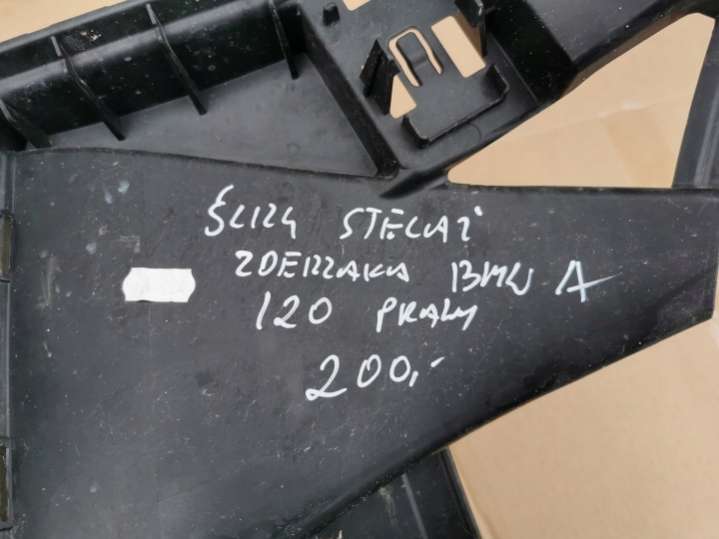 ŚLIZG STELAŻ
ZDERZAKA BMW A
120 PRAWY
200,-